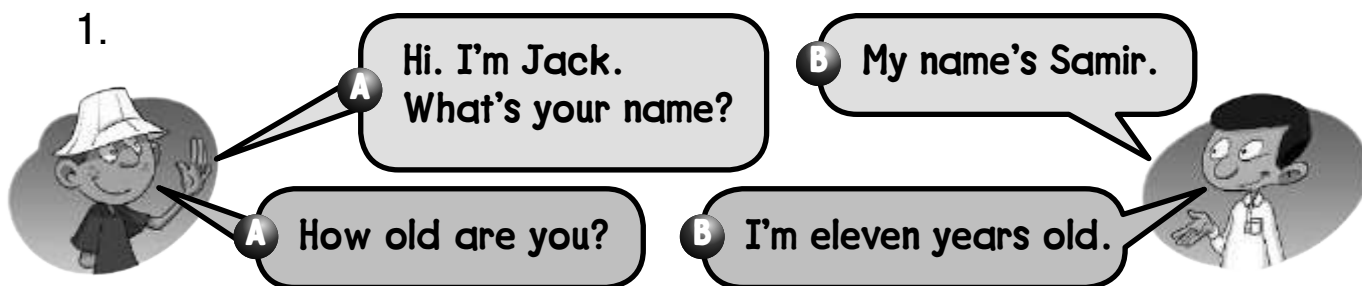 1.
A Hi. I'm Jack.
What's your name?
B My name's Samir.
A How old are you?
B I'm eleven years old.